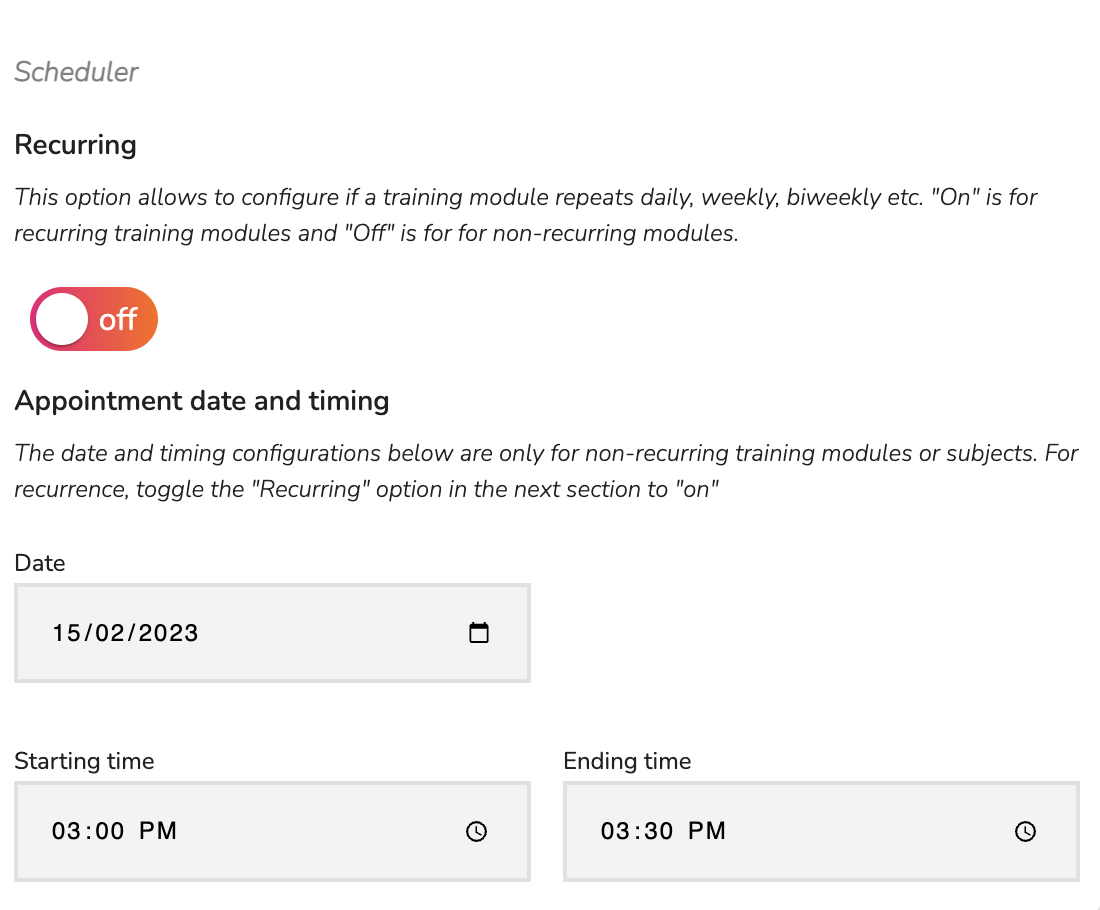 Scheduler
Recurring
This option allows to configure if a training module repeats daily, weekly, biweekly etc. "On" is for
recurring training modules and "Off" is for for non-recurring modules.
off
Appointment date and timing
The date and timing configurations below are only for non-recurring training modules or subjects. For
recurrence, toggle the "Recurring" option in the next section to "on"
Date
15/02/2023
Starting time
Ending time
03:00 PM
03:30 PM